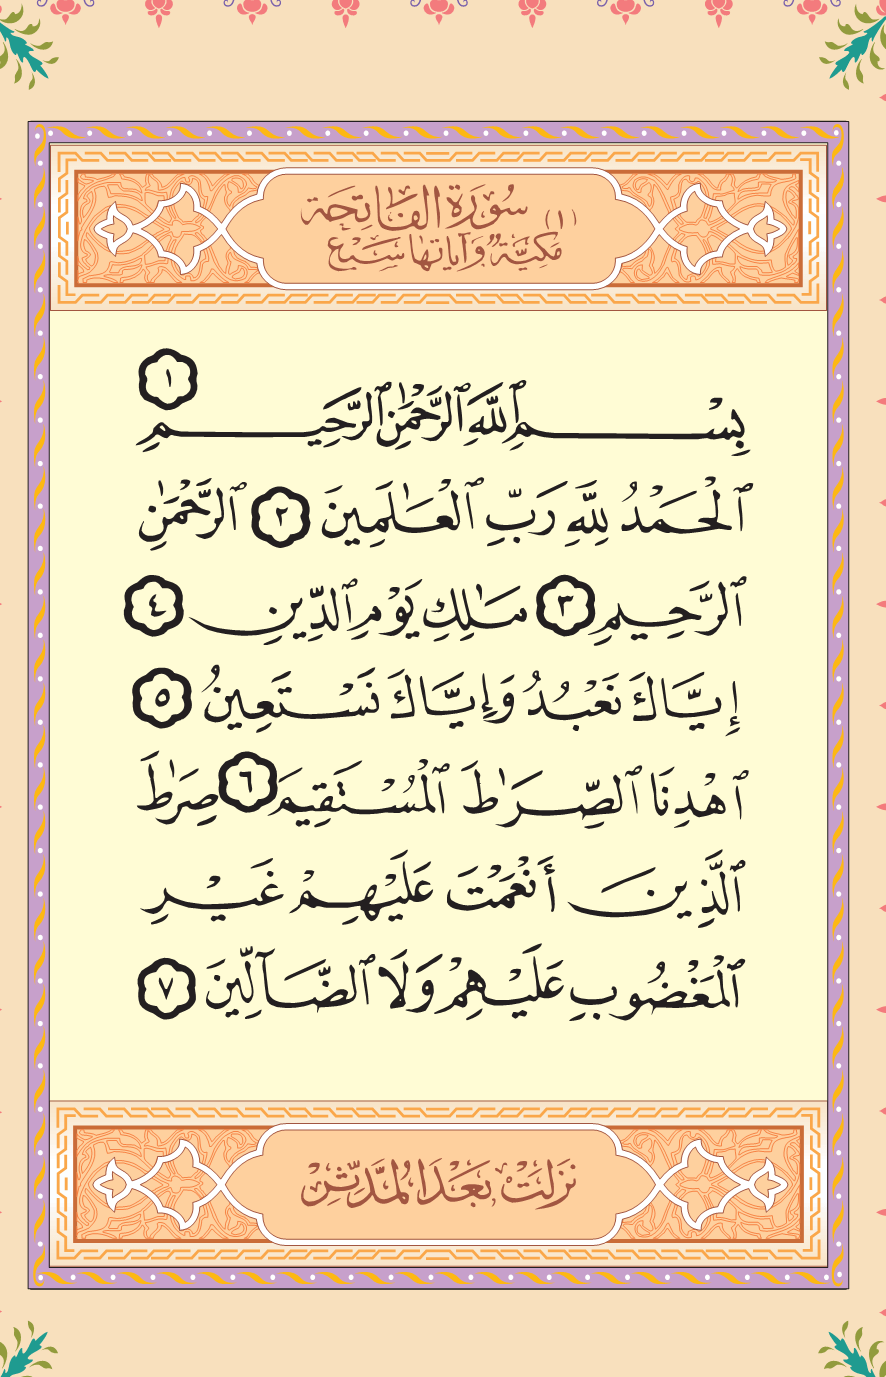 سُورَةُ الفَاتِحَة
(١) مَكِيَّةٌ وَآيَاتُهَا سَبْعٌ
بِسْمِ ٱللَّهِ ٱلرَّحْمَٰنِ ٱلرَّحِيمِ ١
ٱلْحَمْدُ لِلَّهِ رَبِّ ٱلْعَٰلَمِينَ ٢ ٱلرَّحْمَٰنِ
ٱلرَّحِيمِ ٣ مَٰلِكِ يَوْمِ ٱلدِّينِ ٤
إِيَّاكَ نَعْبُدُ وَإِيَّاكَ نَسْتَعِينُ ٥
ٱهْدِنَا ٱلصِّرَٰطَ ٱلْمُسْتَقِيمَ ٦ صِرَٰطَ
ٱلَّذِينَ أَنْعَمْتَ عَلَيْهِمْ غَيْرِ
ٱلْمَغْضُوبِ عَلَيْهِمْ وَلَا ٱلضَّآلِّينَ ٧
نَزَلَتْ بَعْدَ المُدَّثِّرْ